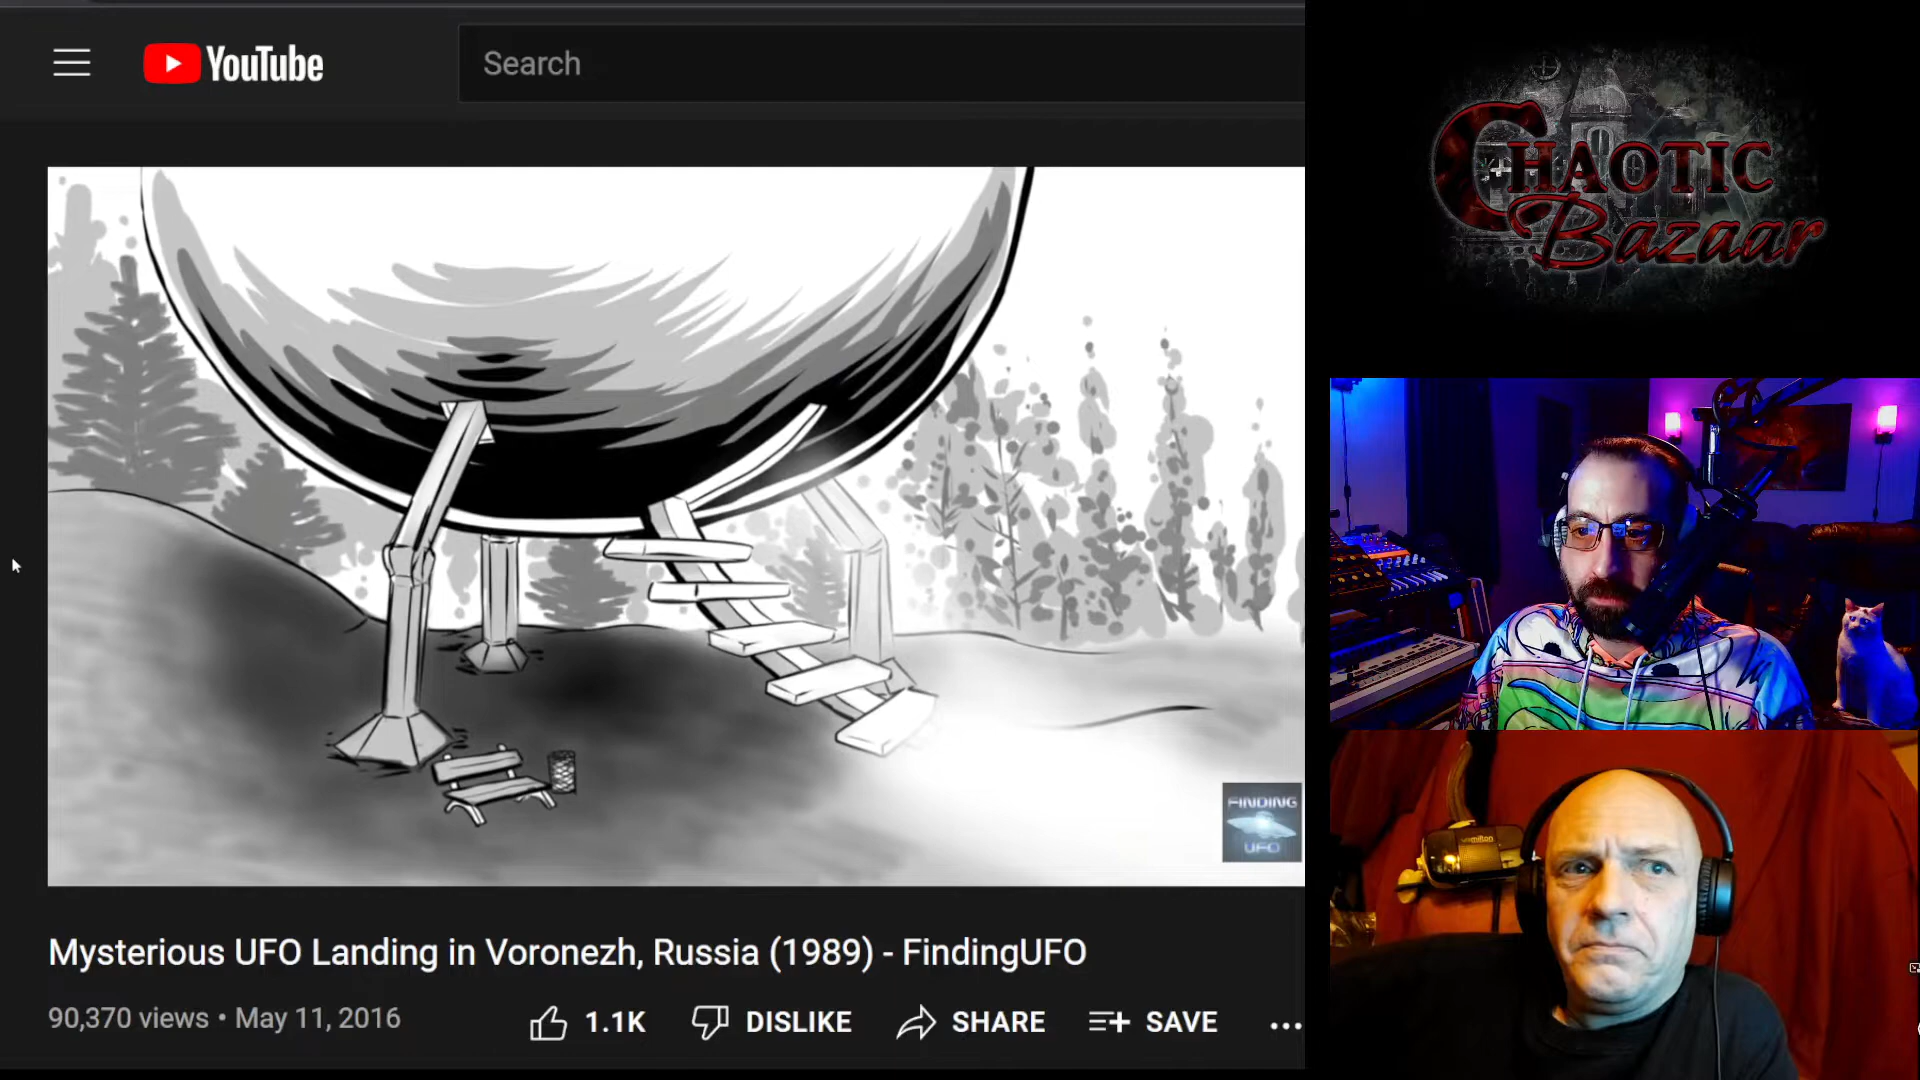 YouTube
Search
CHAOTIC
Bazaar
FINDING
UFO
Mysterious UFO Landing in Voronezh, Russia (1989) - FindingUFO
90,370 views • May 11, 2016
1.1K
DISLIKE
SHARE
SAVE